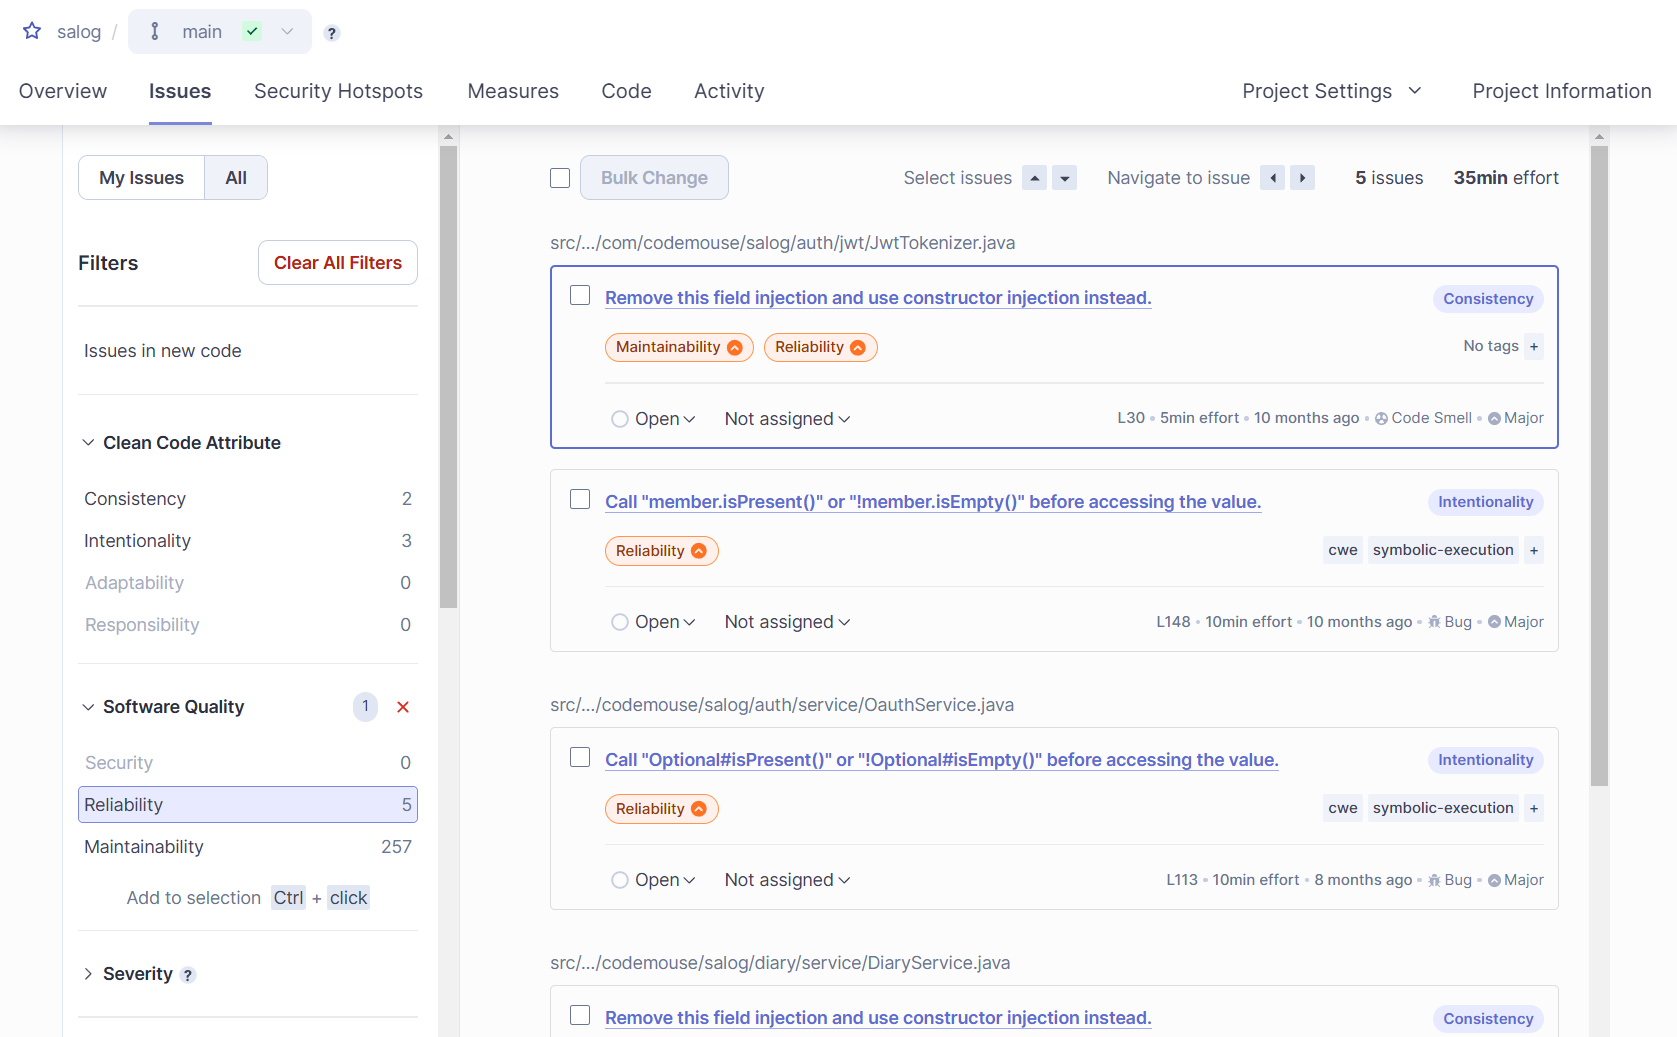 salog / main ?
Overview Issues Security Hotspots Measures Code Activity Project Settings Project Information
My Issues All
Filters Clear All Filters
Issues in new code
Clean Code Attribute
Consistency 2
Intentionality 3
Adaptability 0
Responsibility 0
Software Quality 1
Security 0
Reliability 5
Maintainability 257
Add to selection Ctrl + click
Severity ?
Bulk Change Select issues Navigate to issue 5 issues 35min effort
src/.../com/codemouse/salog/auth/jwt/JwtTokenizer.java
Remove this field injection and use constructor injection instead. Consistency
Maintainability Reliability No tags +
Open Not assigned L30 • 5min effort • 10 months ago • Code Smell • Major
Call "member.isPresent()" or "!member.isEmpty()" before accessing the value. Intentionality
Reliability cwe symbolic-execution +
Open Not assigned L148 • 10min effort • 10 months ago • Bug • Major
src/.../codemouse/salog/auth/service/OauthService.java
Call "Optional#isPresent()" or "!Optional#isEmpty()" before accessing the value. Intentionality
Reliability cwe symbolic-execution +
Open Not assigned L113 • 10min effort • 8 months ago • Bug • Major
src/.../codemouse/salog/diary/service/DiaryService.java
Remove this field injection and use constructor injection instead. Consistency